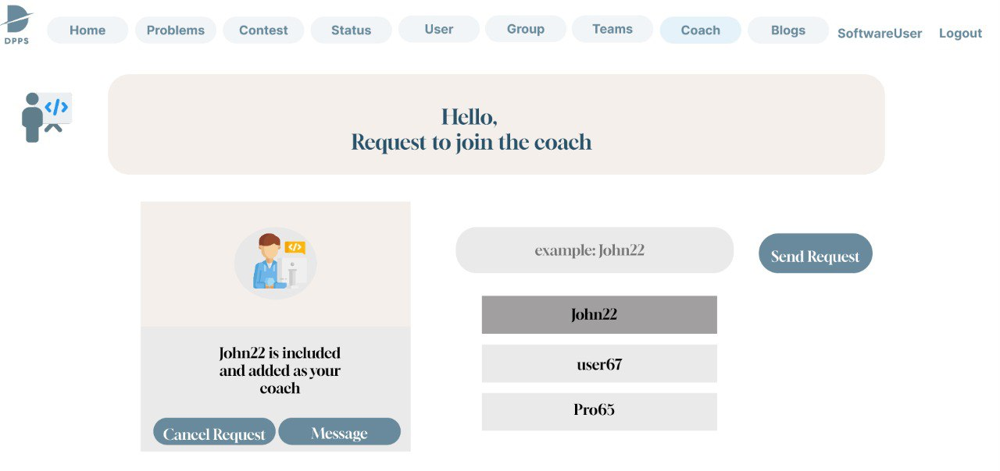 DPPS
Home
Problems
Contest
Status
User
Group
Teams
Coach
Blogs
SoftwareUser
Logout
</>
Hello,
Request to join the coach
</>
John22 is included
and added as your
coach
Cancel Request
Message
example: John22
Send Request
John22
user67
Pro65